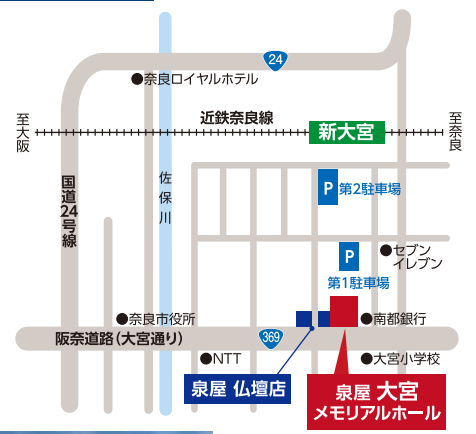 24
奈良ロイヤルホテル
近鉄奈良線
新大宮
至大阪
至奈良
国道24号線
佐保川
P 第2駐車場
P
第1駐車場
セブン
イレブン
奈良市役所
南都銀行
阪奈道路（大宮通り）
369
NTT
大宮小学校
泉屋 仏壇店
泉屋 大宮
メモリアルホール